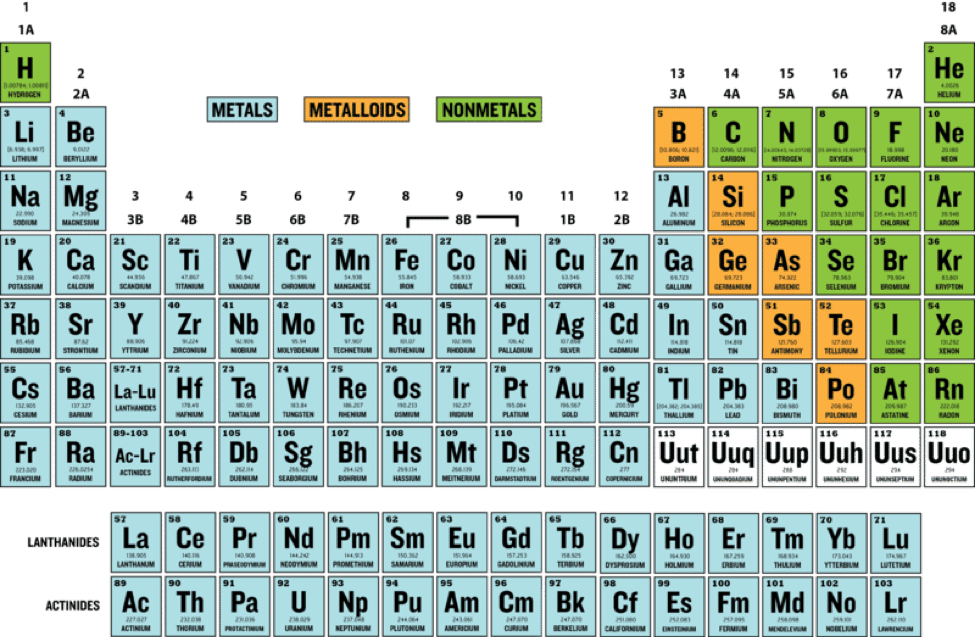 1 18
1A 8A
1 2
H He
[1.00784; 1.00811] 4.0026
HYDROGEN HELIUM
2 13 14 15 16 17
2A 3A 4A 5A 6A 7A
METALS METALLOIDS NONMETALS
3 4 5 6 7 8 9 10
Li Be B C N O F Ne
[6.938; 6.997] 9.0122 [10.806; 10.821] [12.0096; 12.0116] 18.998 20.180
LITHIUM BERYLLIUM BORON CARBON NITROGEN OXYGEN FLUORINE NEON
11 12 13 14 15 16 17 18
Na Mg Al Si P S Cl Ar
22.990 24.305 26.982 [28.084; 28.086] 30.974 [32.059; 32.076] [35.446; 35.457] 39.948
SODIUM MAGNESIUM ALUMINUM SILICON PHOSPHORUS SULFUR CHLORINE ARGON
3 4 5 6 7 8 9 10 11 12
3B 4B 5B 6B 7B 8B 1B 2B
19 20 21 22 23 24 25 26 27 28 29 30 31 32 33 34 35 36
K Ca Sc Ti V Cr Mn Fe Co Ni Cu Zn Ga Ge As Se Br Kr
39.098 40.078 44.956 47.867 50.942 51.996 54.938 55.845 58.933 58.693 63.546 65.392 69.723 69.723 74.922 78.963 79.904 83.801
POTASSIUM CALCIUM SCANDIUM TITANIUM VANADIUM CHROMIUM MANGANESE IRON COBALT NICKEL COPPER ZINC GALLIUM GERMANIUM ARSENIC SELENIUM BROMIUM KRYPTON
37 38 39 40 41 42 43 44 45 46 47 48 49 50 51 52 53 54
Rb Sr Y Zr Nb Mo Tc Ru Rh Pd Ag Cd In Sn Sb Te I Xe
85.468 87.62 88.906 91.224 92.906 95.94 97.907 101.07 102.906 106.42 107.868 112.411 114.818 114.818 121.760 127.603 126.904 131.292
RUBIDIUM STRONTIUM YTTRIUM ZIRCONIUM NIOBIUM MOLYBDENUM TECHNETIUM RUTHENIUM RHODIUM PALLADIUM SILVER CADMIUM INDIUM TIN ANTIMONY TELLURIUM IODINE XENON
55 56 57-71 72 73 74 75 76 77 78 79 80 81 82 83 84 85 86
Cs Ba La-Lu Hf Ta W Re Os Ir Pt Au Hg Tl Pb Bi Po At Rn
132.905 137.327 178.49 180.95 183.84 186.207 190.233 192.217 195.084 196.967 200.59 [204.382; 204.385] 204.383 208.980 208.982 209.987 222.018
CESIUM BARIUM LANTHANIDES HAFNIUM TANTALUM TUNGSTEN RHENIUM OSMIUM IRIDIUM PLATIUM GOLD MERCURY THALLIUM LEAD BISMUTH POLONIUM ASTATINE RADON
87 88 89-103 104 105 106 107 108 109 110 111 112 113 114 115 116 117 118
Fr Ra Ac-Lr Rf Db Sg Bh Hs Mt Ds Rg Cn Uut Uuq Uup Uuh Uus Uuo
223.020 226.0254 263.113 262.114 266.122 264.125 269.134 268.139 272.146 272.154 277 284 289 288 292 294 294
FRANCIUM RADIUM ACTINIDES RUTHERFORDIUM DUBNIUM SEABORGIUM BOHRIUM HASSIUM MEITNERIUM DARMSTADTIUM ROENTGENIUM COPERNICIUM UNUNTRIUM UNUNQUADIUM UNUNPENTIUM UNUNHEXIUM UNUNSEPTIUM UNUNOCTIUM
57 58 59 60 61 62 63 64 65 66 67 68 69 70 71
LANTHANIDES La Ce Pr Nd Pm Sm Eu Gd Tb Dy Ho Er Tm Yb Lu
138.905 140.116 140.908 144.242 144.913 150.362 151.964 157.253 158.925 162.500 164.930 167.259 168.934 173.043 174.967
LANTHANUM CERIUM PRASEODYMIUM NEODYMIUM PROMETHIUM SAMARIUM EUROPIUM GADOLINIUM TERBIUM DYSPROSIUM HOLMIUM ERBIUM THULIUM YTTERBIUM LUTETIUM
89 90 91 92 93 94 95 96 97 98 99 100 101 102 103
ACTINIDES Ac Th Pa U Np Pu Am Cm Bk Cf Es Fm Md No Lr
227.027 232.038 231.036 238.029 237.048 244.064 243.061 247.070 247.070 251.080 252.083 257.095 258.098 259.101 262.110
ACTINIUM THORIUM PROTACTINIUM URANIUM NEPTUNIUM PLUTONIUM AMERICIUM CURIUM BERKELIUM CALIFORNIUM EINSTEINIUM FERMIUM MENDELEVIUM NOBELIUM LAWRENCIUM